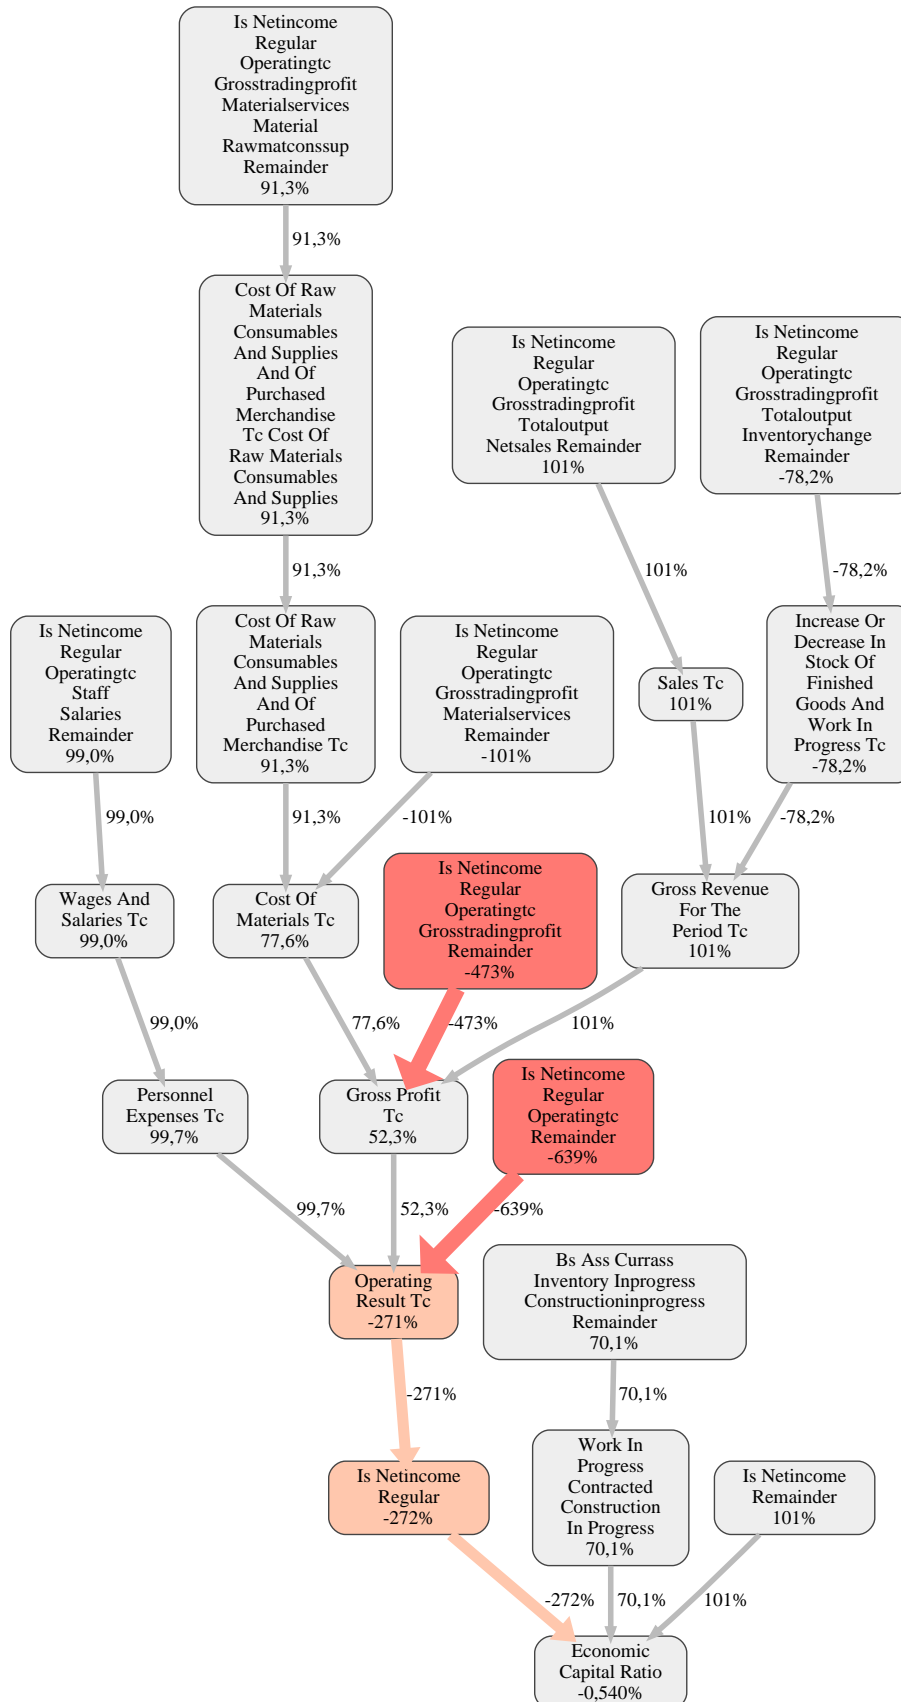 Is Netincome
Regular
Operatingtc
Grosstradingprofit
Materialservices
Material
Rawmatconssup
Remainder
91,3%
91,3%
Cost Of Raw
Materials
Consumables
And Supplies
And Of
Purchased
Merchandise
Tc Cost Of
Raw Materials
Consumables
And Supplies
91,3%
Is Netincome
Regular
Operatingtc
Grosstradingprofit
Totaloutput
Netsales Remainder
101%
Is Netincome
Regular
Operatingtc
Grosstradingprofit
Totaloutput
Inventorychange
Remainder
-78,2%
91,3%
101%
-78,2%
Is Netincome
Regular
Operatingtc
Staff
Salaries
Remainder
99,0%
Cost Of Raw
Materials
Consumables
And Supplies
And Of
Purchased
Merchandise Tc
91,3%
Is Netincome
Regular
Operatingtc
Grosstradingprofit
Materialservices
Remainder
-101%
Sales Tc
101%
Increase Or
Decrease In
Stock Of
Finished
Goods And
Work In
Progress Tc
-78,2%
99,0%
91,3%
-101%
101%
-78,2%
Wages And
Salaries Tc
99,0%
Cost Of
Materials Tc
77,6%
Is Netincome
Regular
Operatingtc
Grosstradingprofit
Remainder
-473%
Gross Revenue
For The
Period Tc
101%
99,0%
77,6%
-473%
101%
Personnel
Expenses Tc
99,7%
Gross Profit
Tc
52,3%
Is Netincome
Regular
Operatingtc
Remainder
-639%
99,7%
52,3%
-639%
Operating
Result Tc
-271%
Bs Ass Currass
Inventory Inprogress
Constructioninprogress
Remainder
70,1%
-271%
70,1%
Is Netincome
Regular
-272%
Work In
Progress
Contracted
Construction
In Progress
70,1%
Is Netincome
Remainder
101%
-272%
70,1%
101%
Economic
Capital Ratio
-0,540%